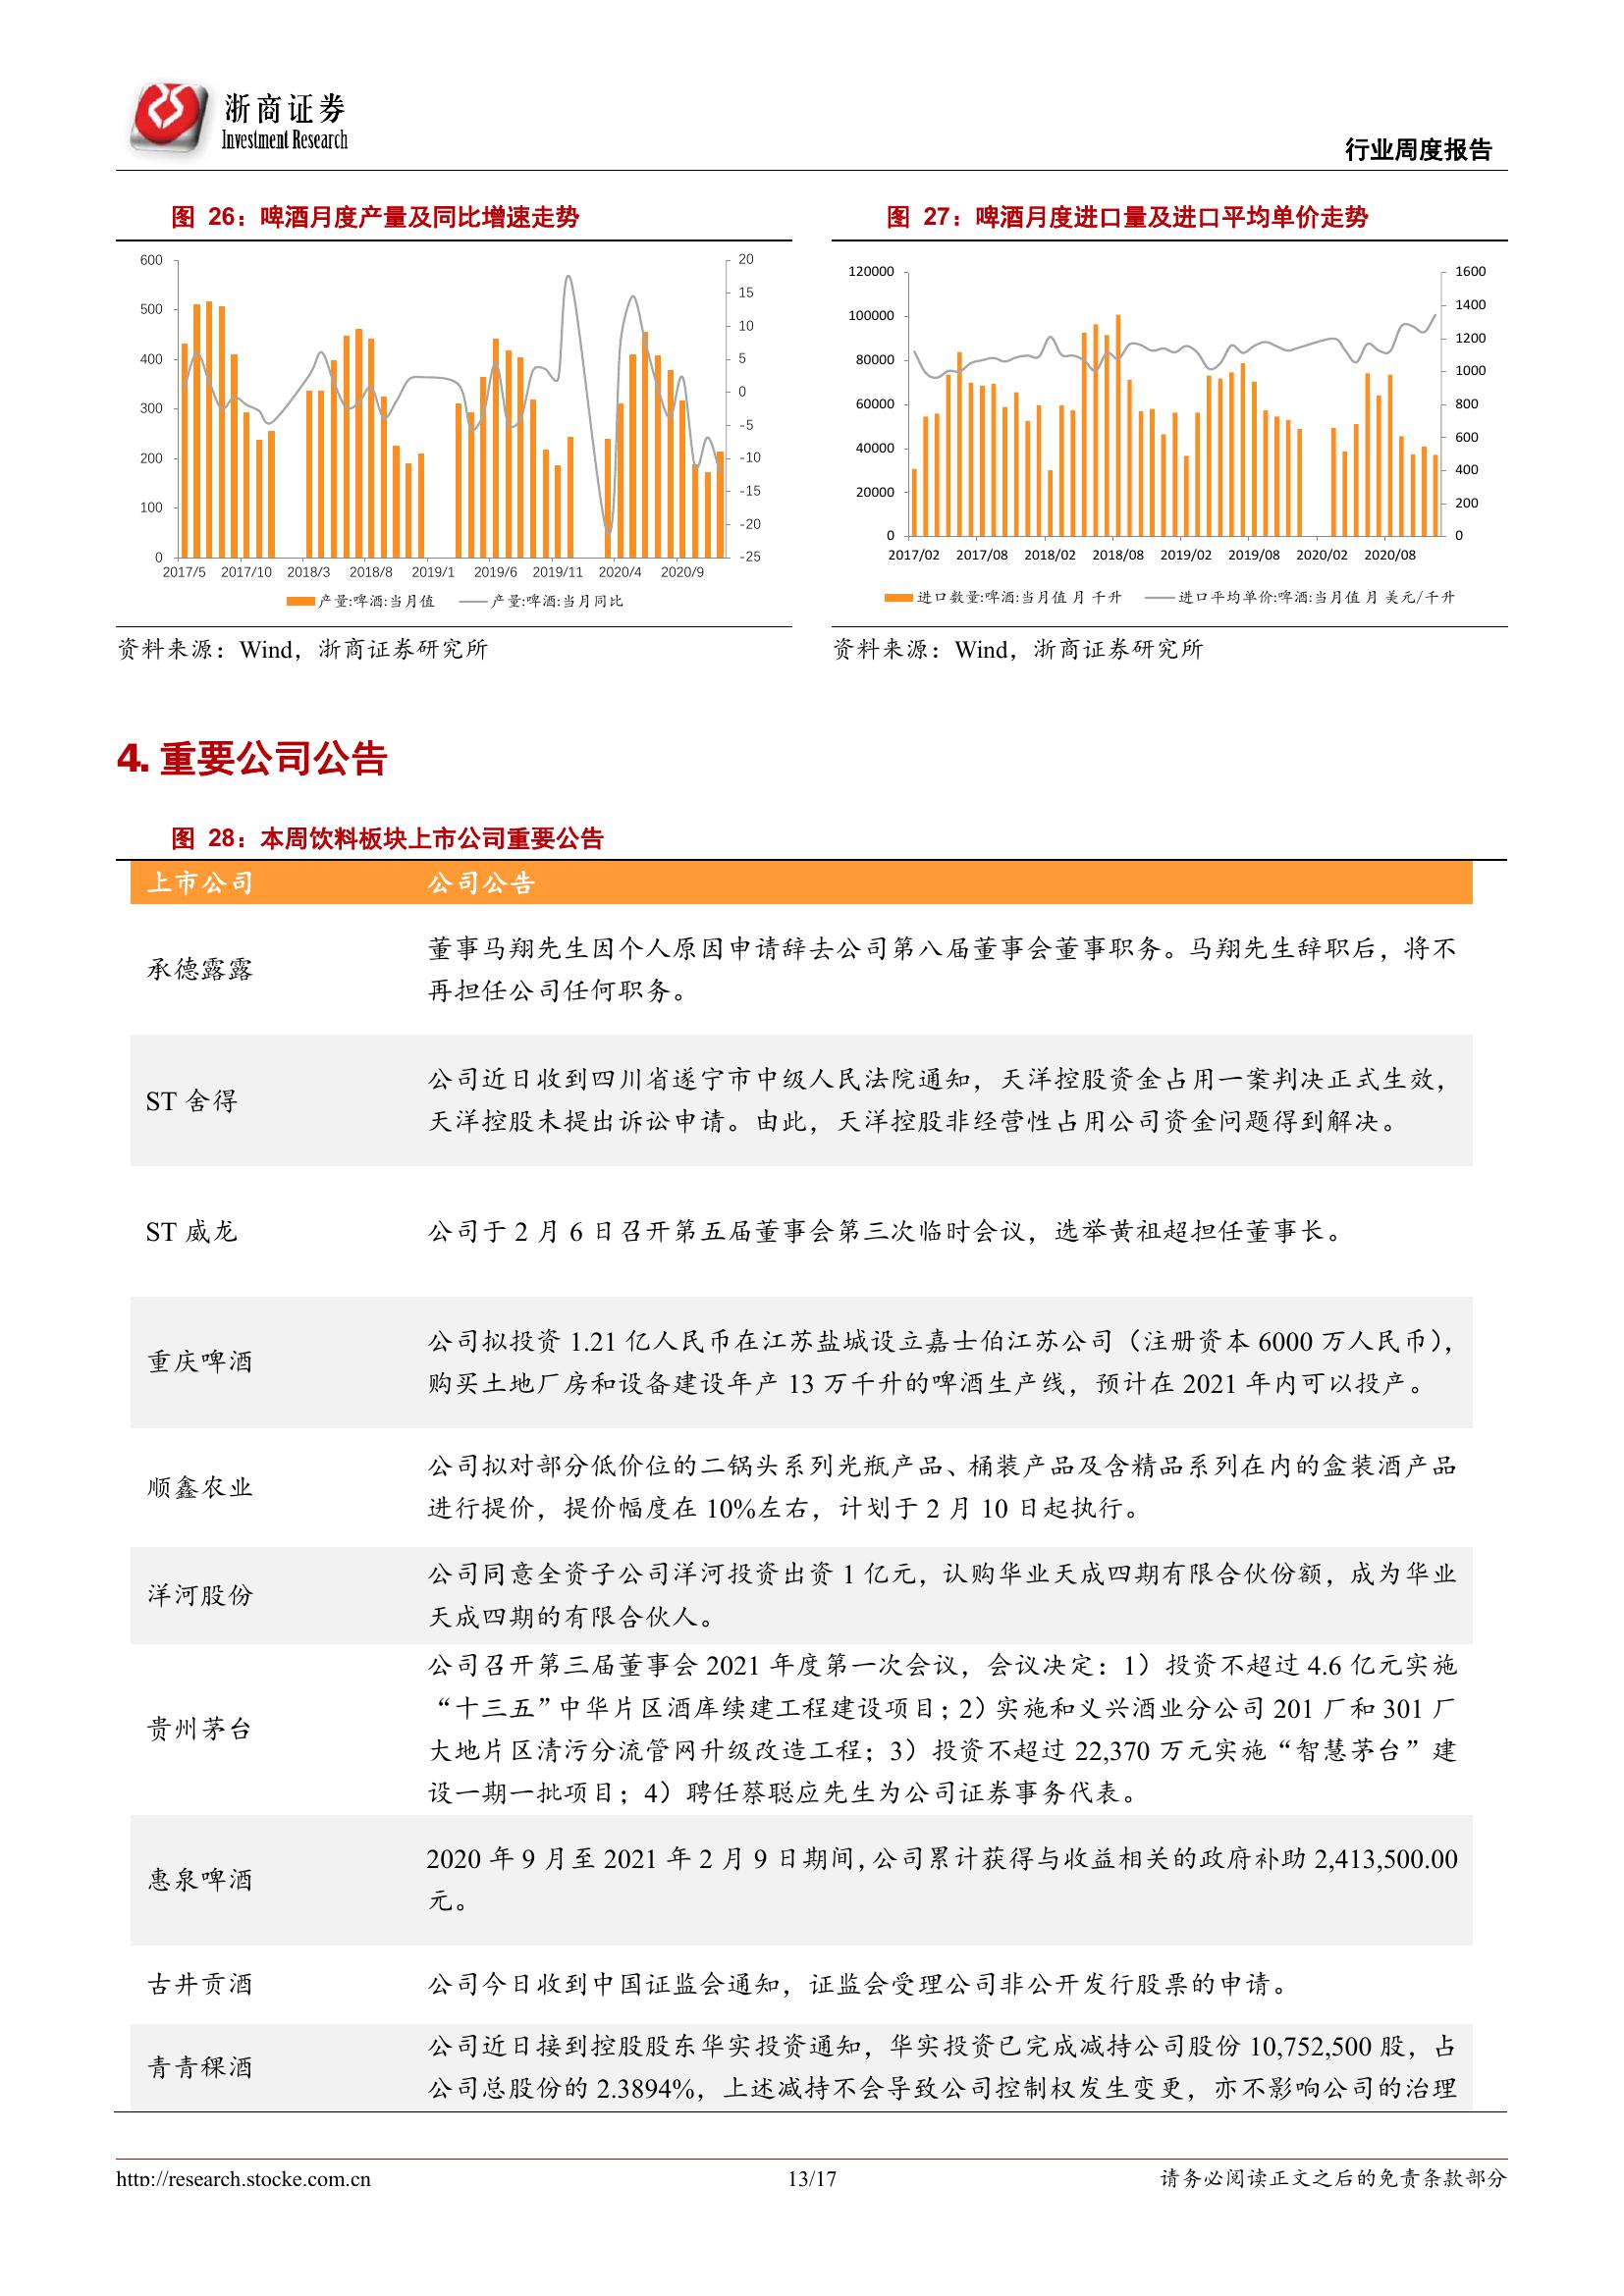 浙商证券
Investment Research
行业周度报告
图 26：啤酒月度产量及同比增速走势
600
500
400
300
200
100
0
20
15
10
5
0
-5
-10
-15
-20
-25
2017/5 2017/10 2018/3 2018/8 2019/1 2019/6 2019/11 2020/4 2020/9
产量:啤酒:当月值 产量:啤酒:当月同比
资料来源：Wind，浙商证券研究所
图 27：啤酒月度进口量及进口平均单价走势
120000
100000
80000
60000
40000
20000
0
1600
1400
1200
1000
800
600
400
200
0
2017/02 2017/08 2018/02 2018/08 2019/02 2019/08 2020/02 2020/08
进口数量:啤酒:当月值 月 千升 进口平均单价:啤酒:当月值 月 美元/千升
资料来源：Wind，浙商证券研究所
4. 重要公司公告
图 28：本周饮料板块上市公司重要公告
上市公司 公司公告
承德露露
董事马翔先生因个人原因申请辞去公司第八届董事会董事职务。马翔先生辞职后，将不
再担任公司任何职务。
ST 舍得
公司近日收到四川省遂宁市中级人民法院通知，天洋控股资金占用一案判决正式生效，
天洋控股未提出诉讼申请。由此，天洋控股非经营性占用公司资金问题得到解决。
ST 威龙
公司于 2 月 6 日召开第五届董事会第三次临时会议，选举黄祖超担任董事长。
重庆啤酒
公司拟投资 1.21 亿人民币在江苏盐城设立嘉士伯江苏公司（注册资本 6000 万人民币），
购买土地厂房和设备建设年产 13 万千升的啤酒生产线，预计在 2021 年内可以投产。
顺鑫农业
公司拟对部分低价位的二锅头系列光瓶产品、桶装产品及含精品系列在内的盒装酒产品
进行提价，提价幅度在 10%左右，计划于 2 月 10 日起执行。
洋河股份
公司同意全资子公司洋河投资出资 1 亿元，认购华业天成四期有限合伙份额，成为华业
天成四期的有限合伙人。
贵州茅台
公司召开第三届董事会 2021 年度第一次会议，会议决定：1）投资不超过 4.6 亿元实施
“十三五”中华片区酒库续建工程建设项目；2）实施和义兴酒业分公司 201 厂和 301 厂
大地片区清污分流管网升级改造工程；3）投资不超过 22,370 万元实施“智慧茅台”建
设一期一批项目；4）聘任蔡聪应先生为公司证券事务代表。
惠泉啤酒
2020 年 9 月至 2021 年 2 月 9 日期间，公司累计获得与收益相关的政府补助 2,413,500.00
元。
古井贡酒
公司今日收到中国证监会通知，证监会受理公司非公开发行股票的申请。
青青稞酒
公司近日接到控股股东华实投资通知，华实投资已完成减持公司股份 10,752,500 股，占
公司总股份的 2.3894%，上述减持不会导致公司控制权发生变更，亦不影响公司的治理
http://research.stocke.com.cn
13/17
请务必阅读正文之后的免责条款部分